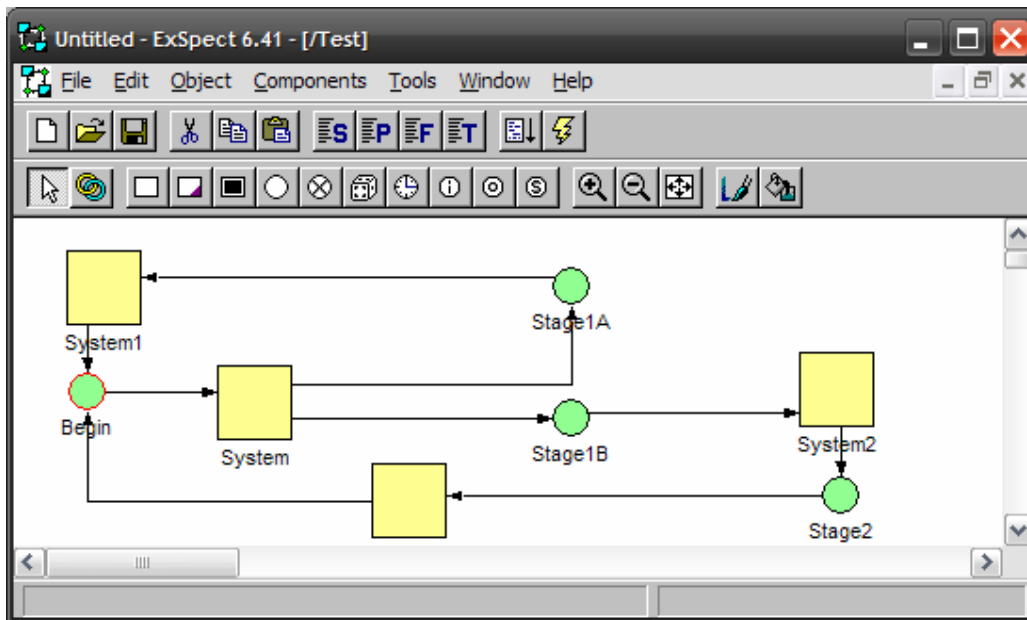 Untitled - ExSpect 6.41 - [/Test]
File Edit Object Components Tools Window Help
S P F T
i S
Stage1A
System1
Begin
System
Stage1B
System2
Stage2